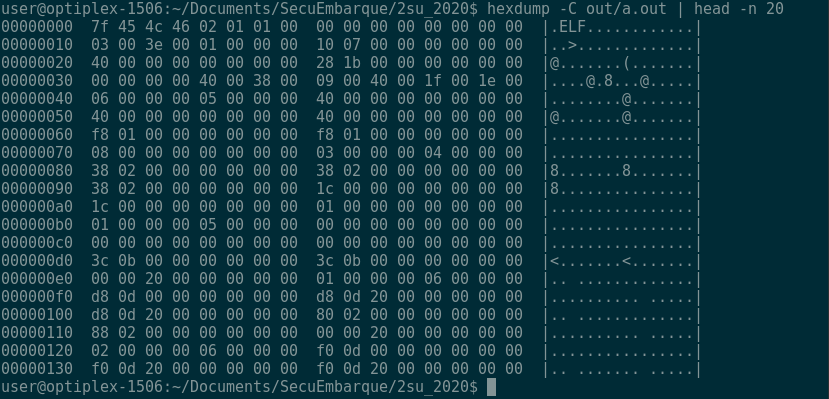 user@optiplex-1506:~/Documents/SecuEmbarque/2su_2020$ hexdump -C out/a.out | head -n 20
00000000  7f 45 4c 46 02 01 01 00  00 00 00 00 00 00 00 00  |.ELF............|
00000010  03 00 3e 00 01 00 00 00  10 07 00 00 00 00 00 00  |..>.............|
00000020  40 00 00 00 00 00 00 00  28 1b 00 00 00 00 00 00  |@.......(.......|
00000030  00 00 00 00 40 00 38 00  09 00 40 00 1f 00 1e 00  |....@.8...@.....|
00000040  06 00 00 00 05 00 00 00  40 00 00 00 00 00 00 00  |........@.......|
00000050  40 00 00 00 00 00 00 00  40 00 00 00 00 00 00 00  |@.......@.......|
00000060  f8 01 00 00 00 00 00 00  f8 01 00 00 00 00 00 00  |................|
00000070  08 00 00 00 00 00 00 00  03 00 00 00 04 00 00 00  |................|
00000080  38 02 00 00 00 00 00 00  38 02 00 00 00 00 00 00  |8.......8.......|
00000090  38 02 00 00 00 00 00 00  1c 00 00 00 00 00 00 00  |8...............|
000000a0  1c 00 00 00 00 00 00 00  01 00 00 00 00 00 00 00  |................|
000000b0  01 00 00 00 05 00 00 00  00 00 00 00 00 00 00 00  |................|
000000c0  00 00 00 00 00 00 00 00  00 00 00 00 00 00 00 00  |................|
000000d0  3c 0b 00 00 00 00 00 00  3c 0b 00 00 00 00 00 00  |<.......<.......|
000000e0  00 00 20 00 00 00 00 00  01 00 00 00 06 00 00 00  |.. .............|
000000f0  d8 0d 00 00 00 00 00 00  d8 0d 20 00 00 00 00 00  |.......... .....|
00000100  d8 0d 20 00 00 00 00 00  80 02 00 00 00 00 00 00  |.. .............|
00000110  88 02 00 00 00 00 00 00  00 00 20 00 00 00 00 00  |.......... .....|
00000120  02 00 00 00 06 00 00 00  f0 0d 00 00 00 00 00 00  |................|
00000130  f0 0d 20 00 00 00 00 00  f0 0d 20 00 00 00 00 00  |.. ....... .....|
user@optiplex-1506:~/Documents/SecuEmbarque/2su_2020$